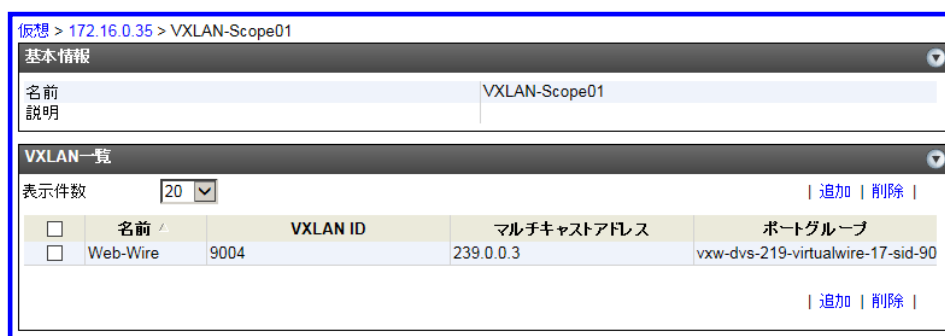 仮想 > 172.16.0.35 > VXLAN-Scope01
基本情報
名前 VXLAN-Scope01
説明
VXLAN一覧
表示件数 20 | 追加 | 削除 |
名前 VXLAN ID マルチキャストアドレス ポートグループ
Web-Wire 9004 239.0.0.3 vxw-dvs-219-virtualwire-17-sid-90
| 追加 | 削除 |